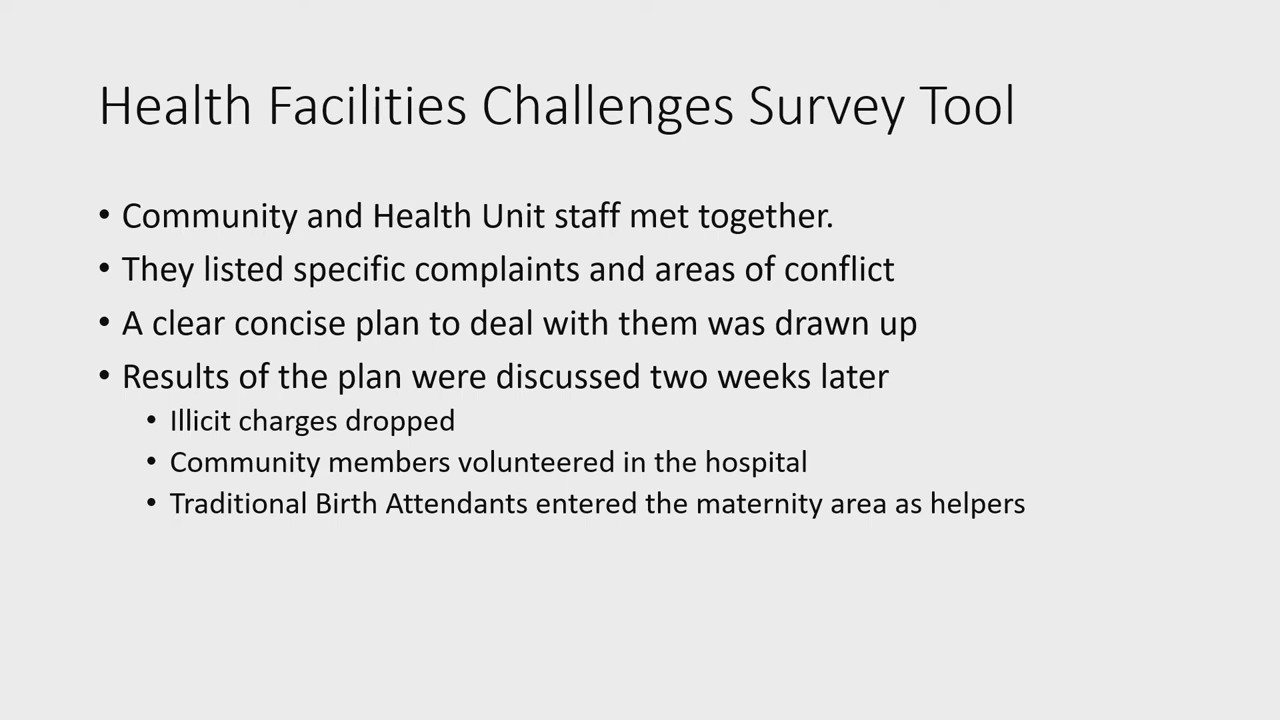 Health Facilities Challenges Survey Tool
• Community and Health Unit staff met together.
• They listed specific complaints and areas of conflict
• A clear concise plan to deal with them was drawn up
• Results of the plan were discussed two weeks later
• Illicit charges dropped
• Community members volunteered in the hospital
• Traditional Birth Attendants entered the maternity area as helpers